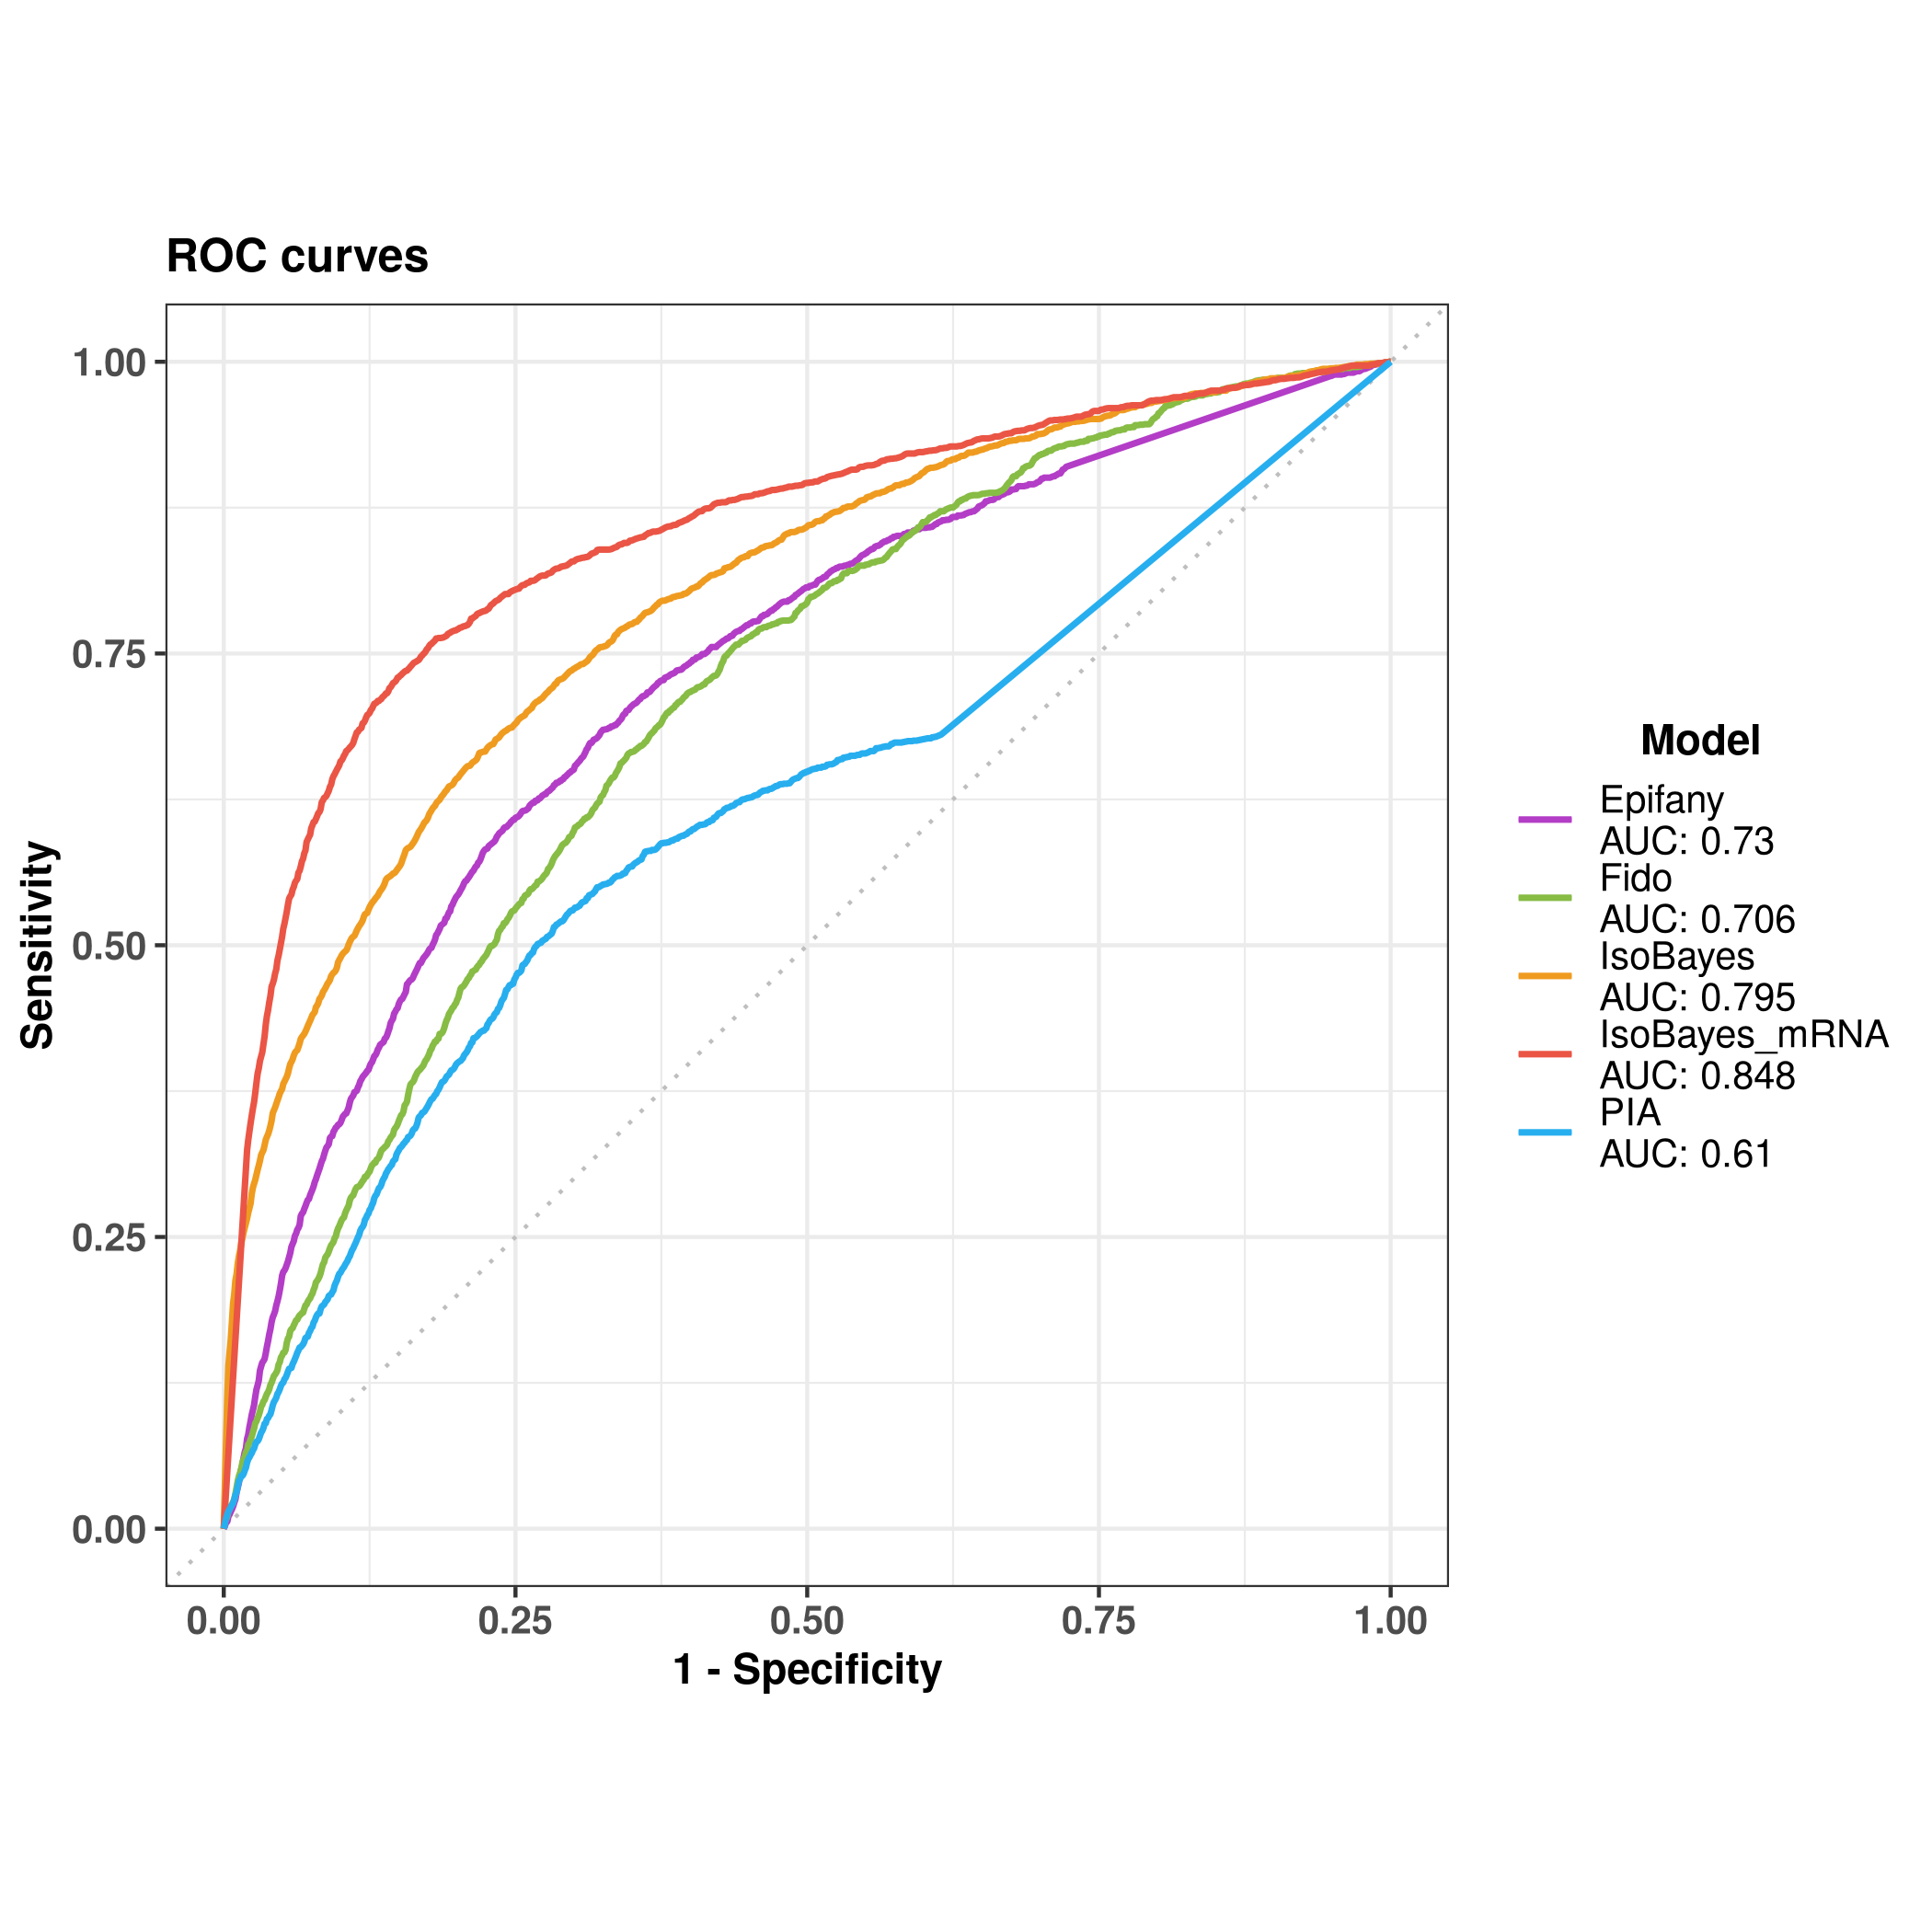 ROC curves
1.00
0.75
0.50
0.25
0.00
Sensitivity
0.00 0.25 0.50 0.75 1.00
1 - Specificity
Model
Epifany
AUC: 0.73
Fido
AUC: 0.706
IsoBayes
AUC: 0.795
IsoBayes_mRNA
AUC: 0.848
PIA
AUC: 0.61